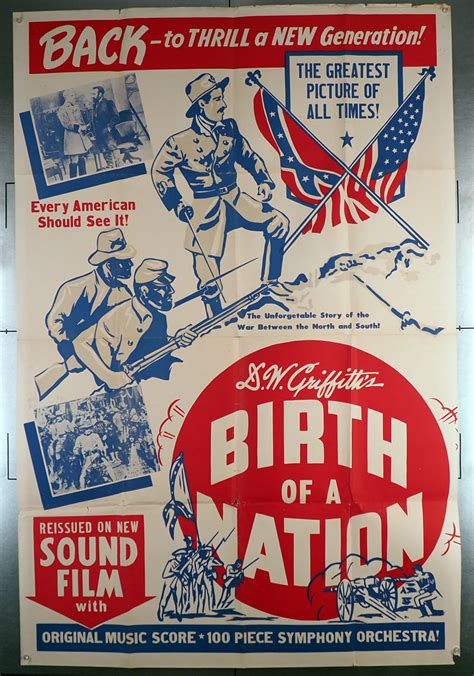 BACK — to THRILL a NEW Generation!
THE GREATEST
PICTURE OF
ALL TIMES!
Every American
Should See It!
The Unforgetable Story of the
War Between the North and South!
D.W. Griffith's
BIRTH
OF A
NATION
REISSUED ON NEW
SOUND
FILM
with
ORIGINAL MUSIC SCORE ★ 100 PIECE SYMPHONY ORCHESTRA!